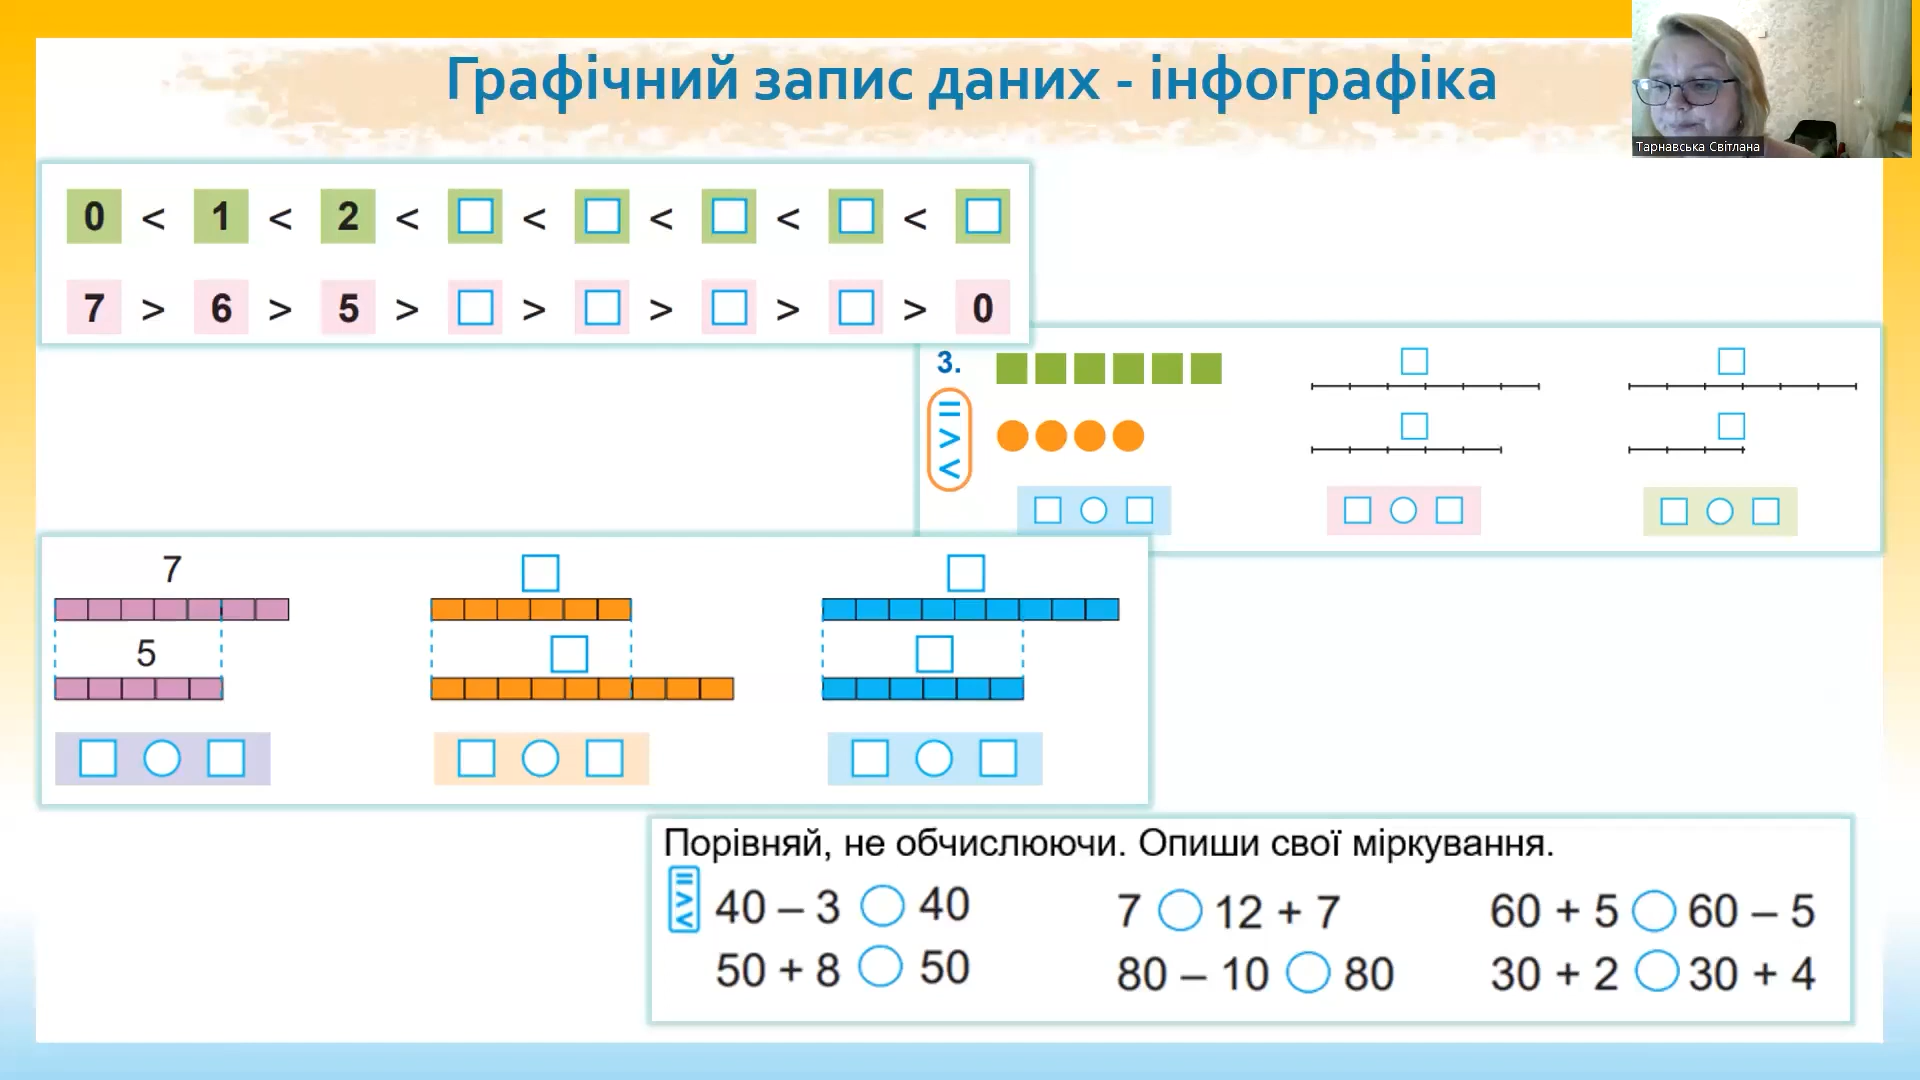 Графічний запис даних - інфографіка
Тарнавська Світлана
0 < 1 < 2 < □ < □ < □ < □ < □
7 > 6 > 5 > □ > □ > □ > □ > 0
3.
= > <
□ □
□ □
□ ○ □ □ ○ □ □ ○ □
7 □ □
5 □ □
□ ○ □ □ ○ □ □ ○ □
Порівняй, не обчислюючи. Опиши свої міркування.
= > <
40 – 3 ○ 40 7 ○ 12 + 7 60 + 5 ○ 60 – 5
50 + 8 ○ 50 80 – 10 ○ 80 30 + 2 ○ 30 + 4